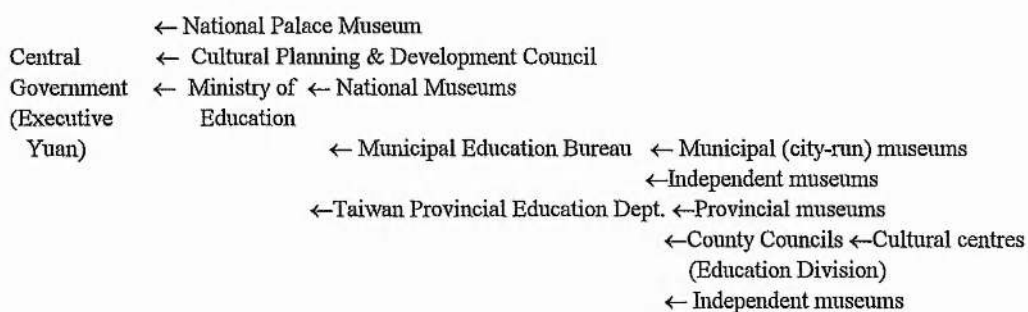 ← National Palace Museum
Central ← Cultural Planning & Development Council
Government ← Ministry of ← National Museums
(Executive Education
Yuan) ← Municipal Education Bureau ← Municipal (city-run) museums
←Independent museums
←Taiwan Provincial Education Dept. ←Provincial museums
←County Councils ←Cultural centres
(Education Division)
← Independent museums